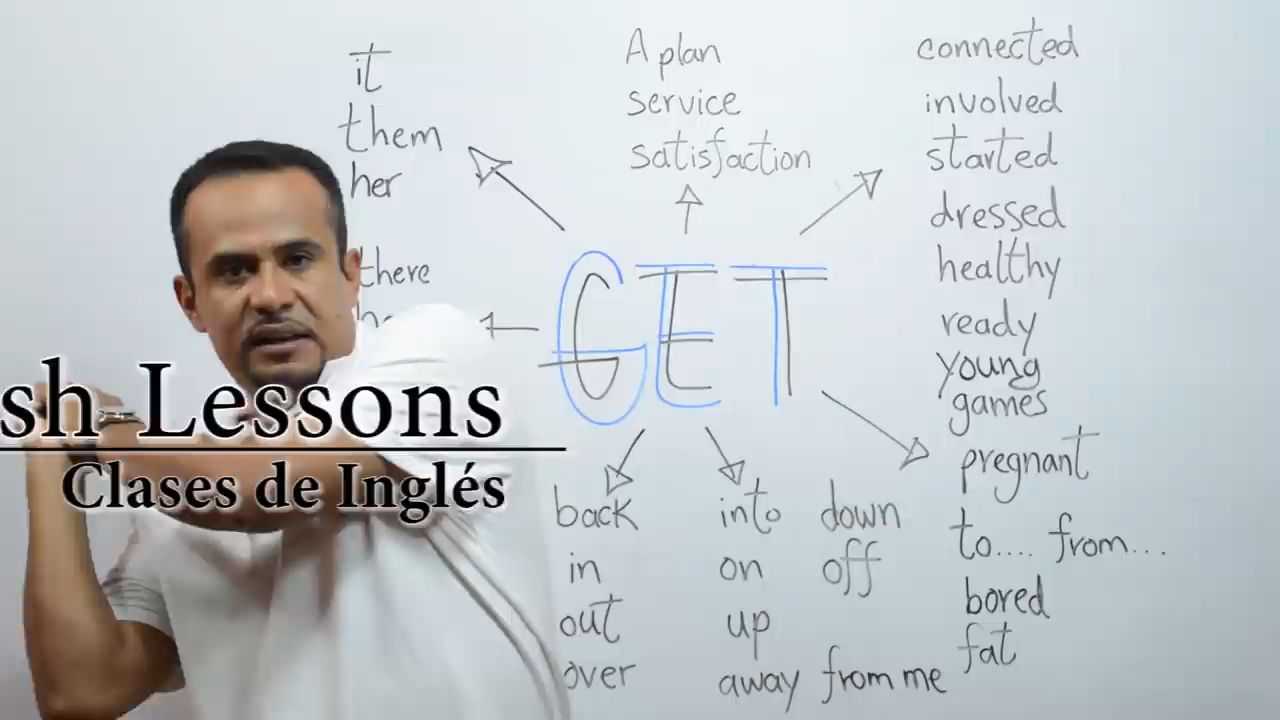 it
them
her
there
A plan
service
satisfaction
connected
involved
started
dressed
healthy
ready
young
games
pregnant
to.... from...
bored
fat
GET
back
in
out
over
into
on
up
away from me
down
off
sh Lessons
Clases de Inglés